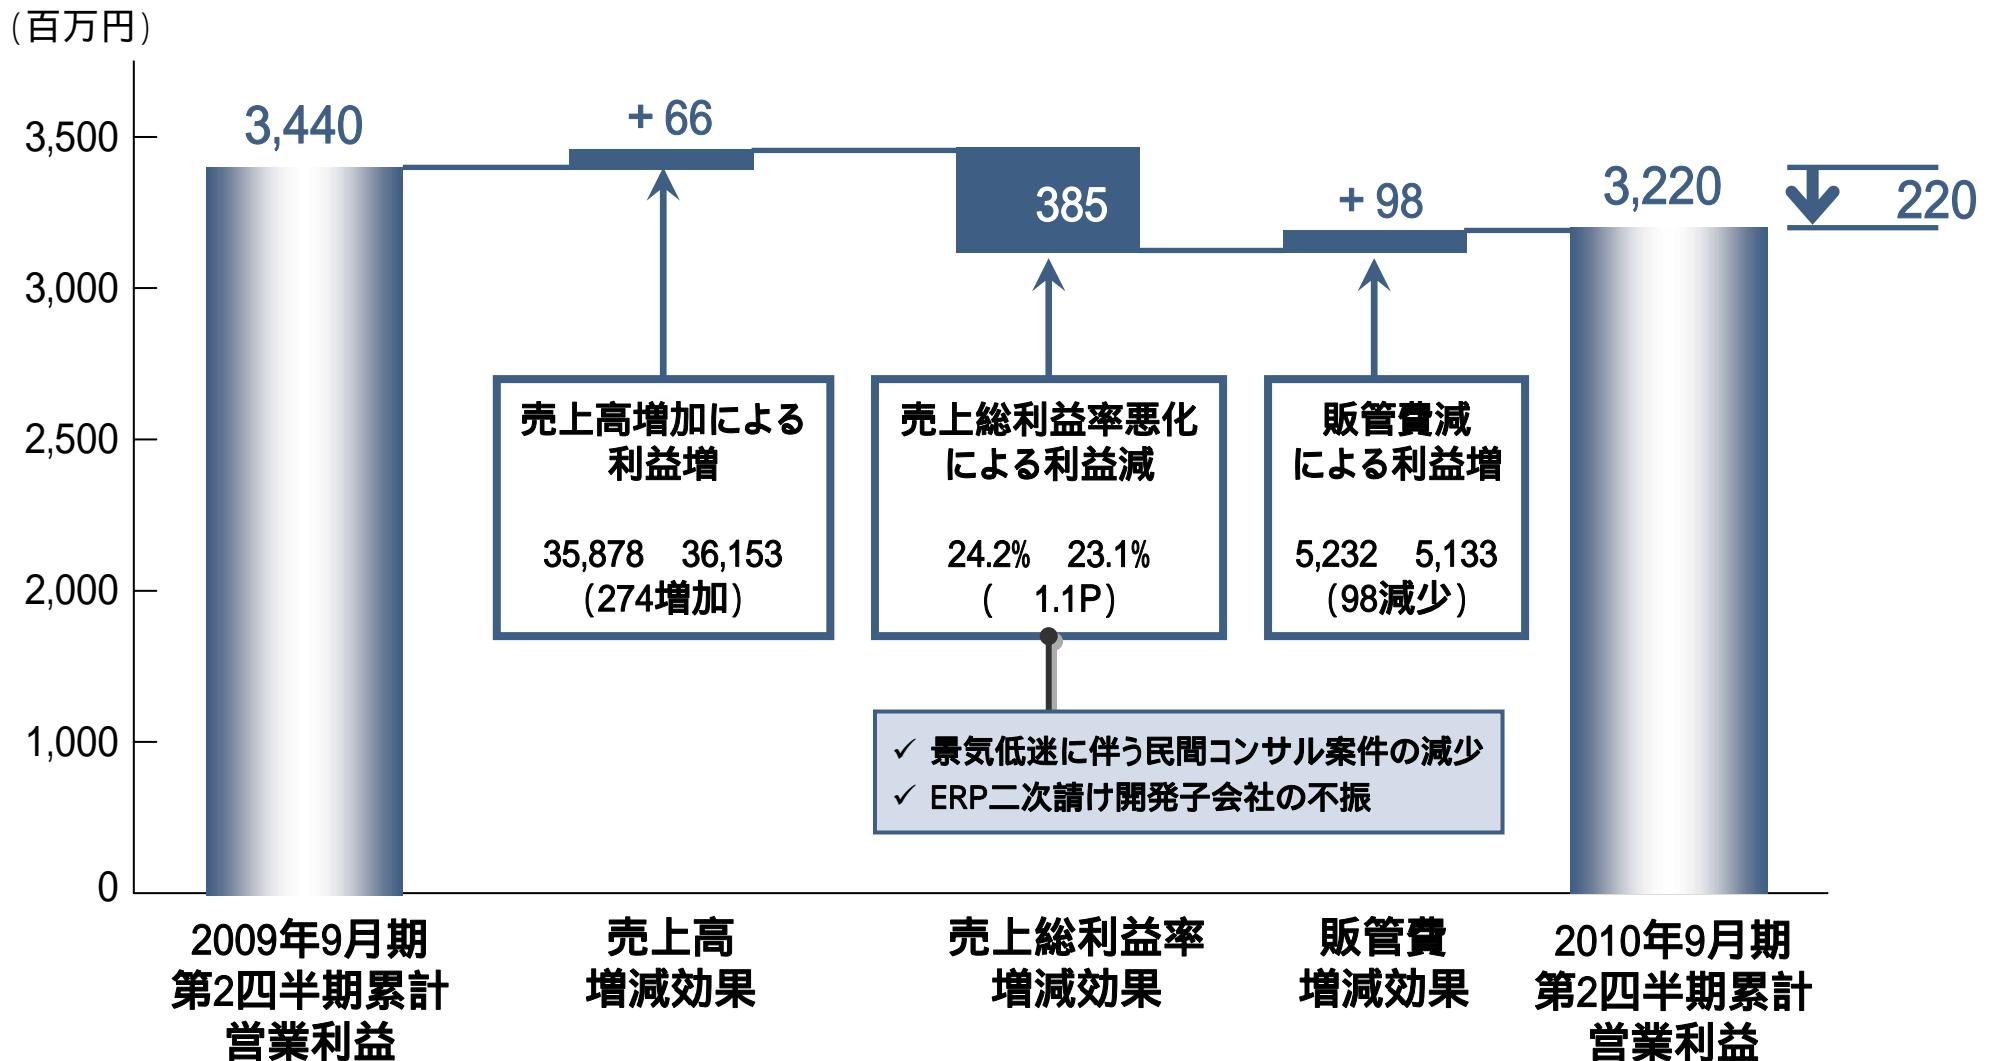 (百万円)
3,500
3,000
2,500
2,000
1,000
0
3,440
+ 66
385
+ 98
3,220
220
売上高増加による
利益増
35,878 36,153
(274増加)
売上総利益率悪化
による利益減
24.2% 23.1%
( 1.1P)
販管費減
による利益増
5,232 5,133
(98減少)
✓ 景気低迷に伴う民間コンサル案件の減少
✓ ERP二次請け開発子会社の不振
2009年9月期
第2四半期累計
営業利益
売上高
増減効果
売上総利益率
増減効果
販管費
増減効果
2010年9月期
第2四半期累計
営業利益